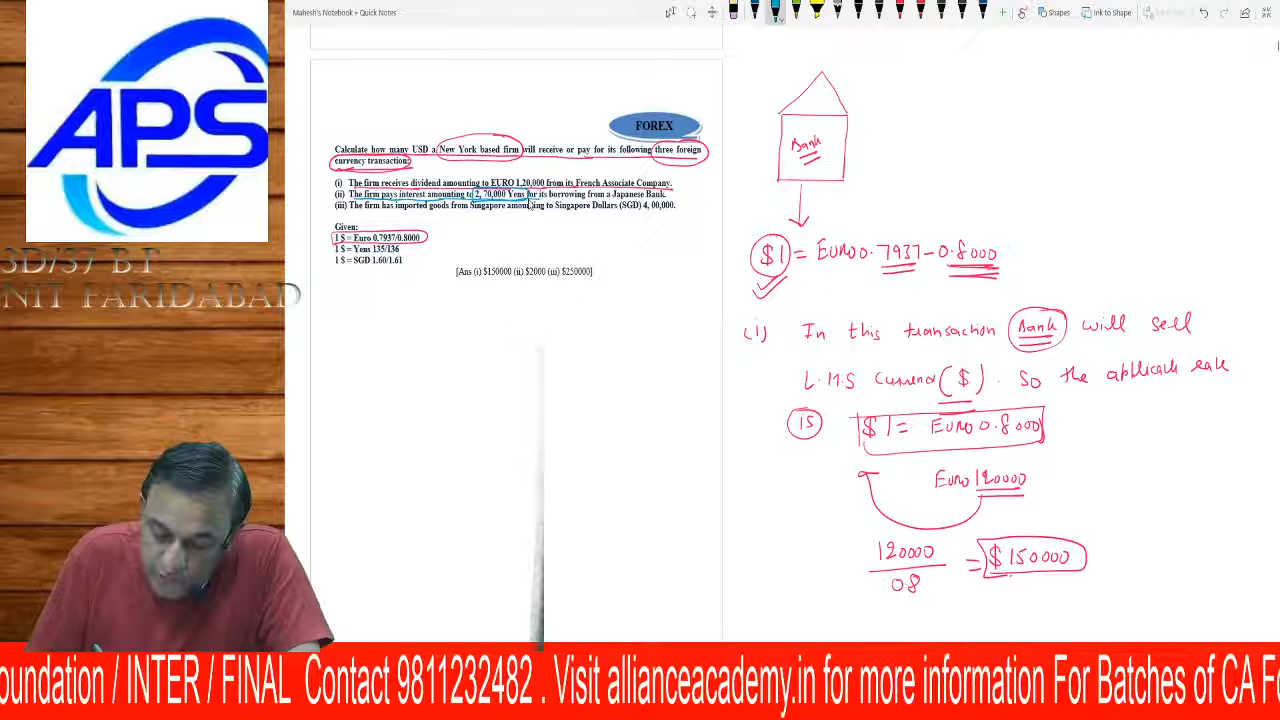 APS
3D/37 B.P
NIT FARIDABAD
Mahesh's Notebook + Quick Notes
Shapes
Ink to Shape
FOREX
Calculate how many USD a New York based firm will receive or pay for its following three foreign
currency transaction:
(i) The firm receives dividend amounting to EURO 1,20,000 from its French Associate Company.
(ii) The firm pays interest amounting to 2, 70,000 Yens for its borrowing from a Japanese bank.
(iii) The firm has imported goods from Singapore amounting to Singapore Dollars (SGD) 4, 00,000.
Given:
1 $ = Euro 0.7937/0.8000
1 $ = Yens 135/136
1 $ = SGD 1.60/1.61
[Ans (i) $150000 (ii) $2000 (iii) $250000]
Bank
$1 = EURO 0.7937 - 0.8000
(i) In this transaction Bank will sell
L.H.S currency ($). So the applicable rate
is $1 = EURO 0.8000
EURO 120000
120000
0.8
= $150000
oundation / INTER / FINAL Contact 9811232482 . Visit allianceacademy.in for more information For Batches of CA Fo